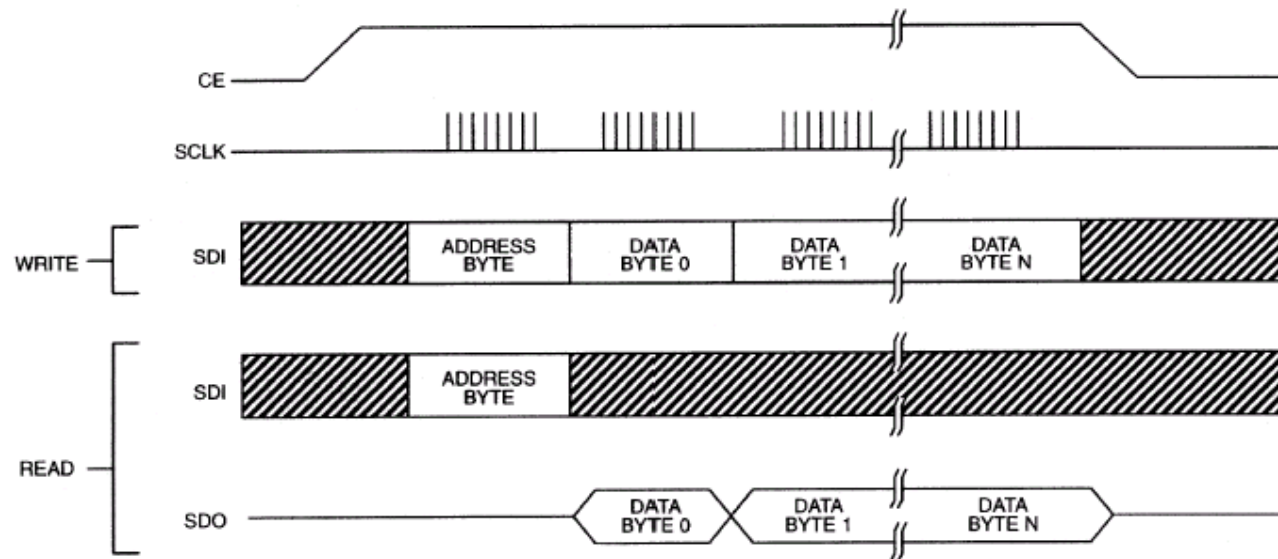 CE
SCLK
WRITE
SDI
ADDRESS
BYTE
DATA
BYTE 0
DATA
BYTE 1
DATA
BYTE N
READ
SDI
ADDRESS
BYTE
SDO
DATA
BYTE 0
DATA
BYTE 1
DATA
BYTE N